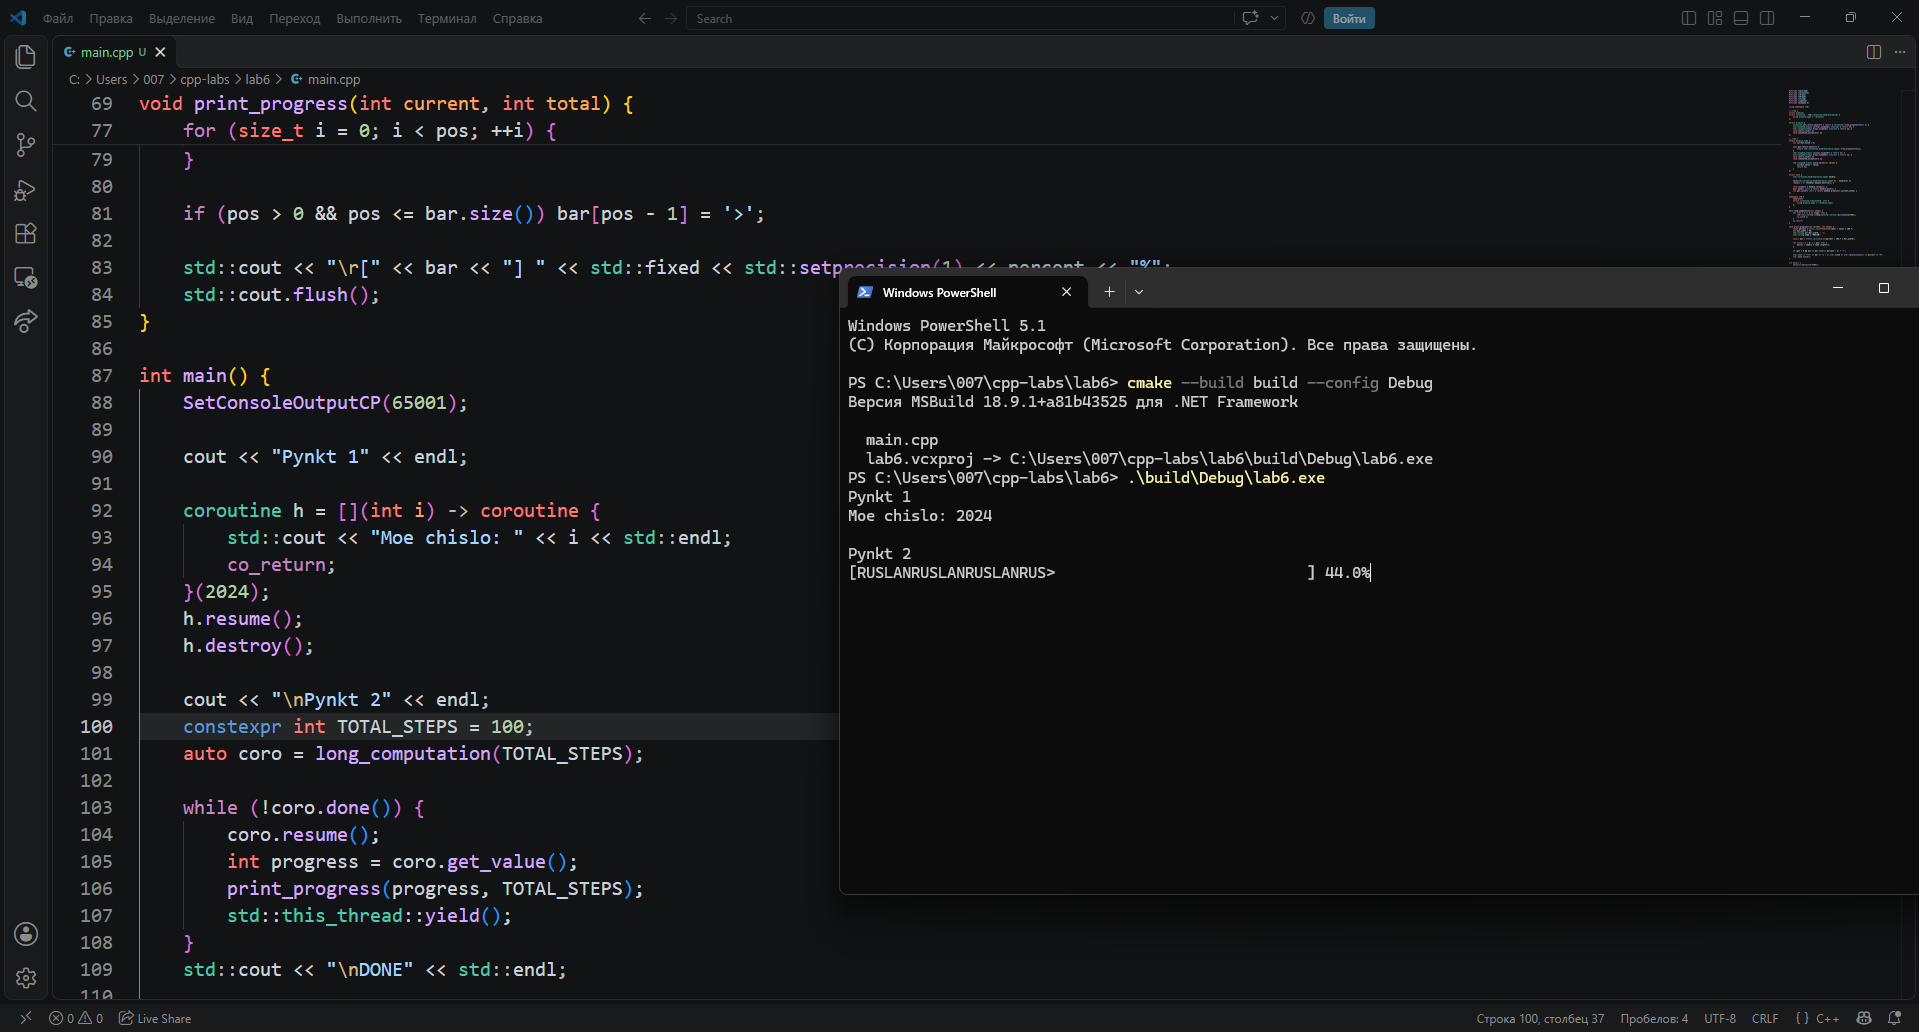 Файл Правка Выделение Вид Переход Выполнить Терминал Справка Search Войти
main.cpp U
C: > Users > 007 > cpp-labs > lab6 > main.cpp
69 void print_progress(int current, int total) {
77 for (size_t i = 0; i < pos; ++i) {
79 }
80
81 if (pos > 0 && pos <= bar.size()) bar[pos - 1] = '>';
82
83 std::cout << "\r[" << bar << "] " << std::fixed << std::setprecision(1) << percent << "%";
84 std::cout.flush();
85 }
86
87 int main() {
88 SetConsoleOutputCP(65001);
89
90 cout << "Pynkt 1" << endl;
91
92 coroutine h = [](int i) -> coroutine {
93 std::cout << "Moe chislo: " << i << std::endl;
94 co_return;
95 }(2024);
96 h.resume();
97 h.destroy();
98
99 cout << "\nPynkt 2" << endl;
100 constexpr int TOTAL_STEPS = 100;
101 auto coro = long_computation(TOTAL_STEPS);
102
103 while (!coro.done()) {
104 coro.resume();
105 int progress = coro.get_value();
106 print_progress(progress, TOTAL_STEPS);
107 std::this_thread::yield();
108 }
109 std::cout << "\nDONE" << std::endl;
110
Windows PowerShell
Windows PowerShell 5.1
(C) Корпорация Майкрософт (Microsoft Corporation). Все права защищены.
PS C:\Users\007\cpp-labs\lab6> cmake --build build --config Debug
Версия MSBuild 18.9.1+a81b43525 для .NET Framework
main.cpp
lab6.vcxproj -> C:\Users\007\cpp-labs\lab6\build\Debug\lab6.exe
PS C:\Users\007\cpp-labs\lab6> .\build\Debug\lab6.exe
Pynkt 1
Moe chislo: 2024
Pynkt 2
[RUSLANRUSLANRUSLANRUS> ] 44.0%
0 0 Live Share Строка 100, столбец 37 Пробелов: 4 UTF-8 CRLF { } C++